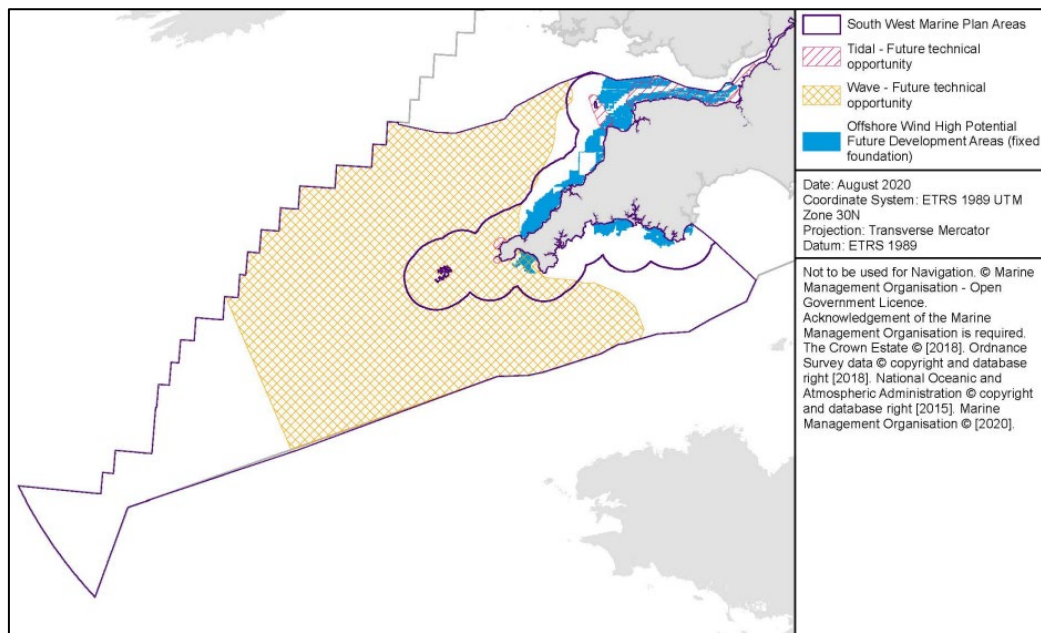 South West Marine Plan Areas
Tidal - Future technical
opportunity
Wave - Future technical
opportunity
Offshore Wind High Potential
Future Development Areas (fixed
foundation)
Date: August 2020
Coordinate System: ETRS 1989 UTM
Zone 30N
Projection: Transverse Mercator
Datum: ETRS 1989
Not to be used for Navigation. © Marine
Management Organisation - Open
Government Licence.
Acknowledgement of the Marine
Management Organisation is required.
The Crown Estate © [2018]. Ordnance
Survey data © copyright and database
right [2018]. National Oceanic and
Atmospheric Administration © copyright
and database right [2015]. Marine
Management Organisation © [2020].